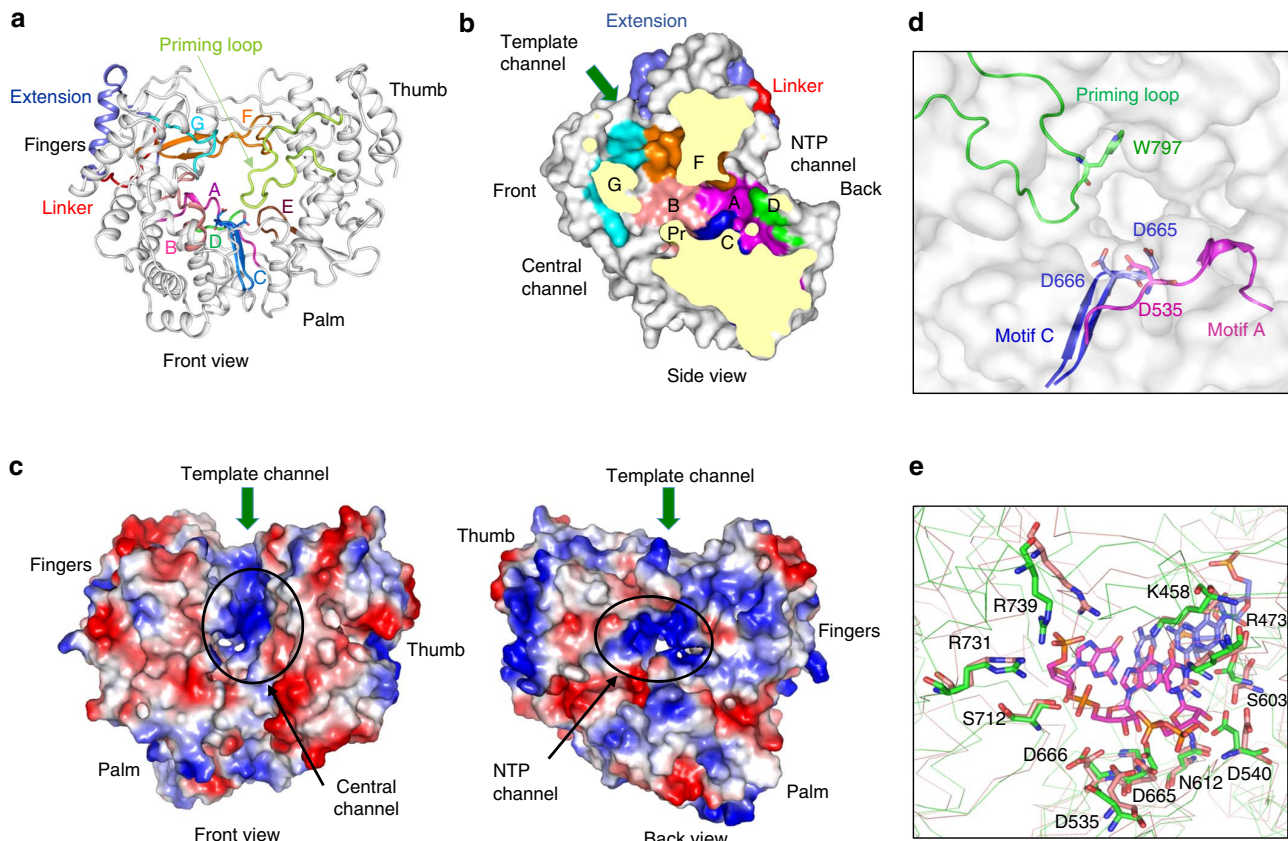 a
Priming loop
Thumb
Extension
F
G
Fingers
A
Linker
E
B
D
C
Palm
Front view
b
Extension
Template
channel
Linker
NTP
channel
F
Front
Back
G
A
D
B
Pr
C
Central
channel
Side view
c
Template channel
Fingers
Thumb
Palm
Central
channel
Front view
Template channel
Thumb
Fingers
NTP
channel
Palm
Back view
d
Priming loop
W797
D665
D666
D535
Motif C
Motif A
e
K458
R739
R473
R731
S603
S712
D666
N612
D540
D665
D535